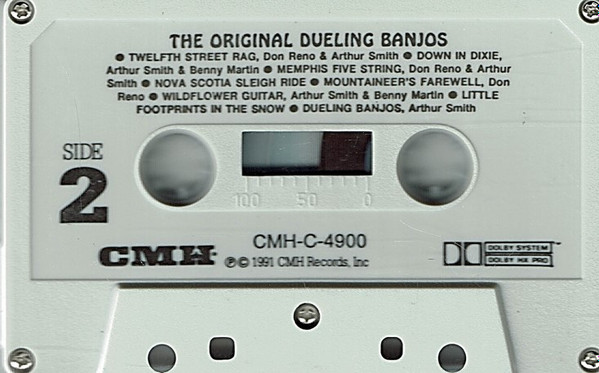 THE ORIGINAL DUELING BANJOS
● TWELFTH STREET RAG, Don Reno & Arthur Smith ● DOWN IN DIXIE,
Arthur Smith & Benny Martin ● MEMPHIS FIVE STRING, Don Reno & Arthur
Smith ● NOVA SCOTIA SLEIGH RIDE ● MOUNTAINEER'S FAREWELL, Don
Reno ● WILDFLOWER GUITAR, Arthur Smith & Benny Martin ● LITTLE
FOOTPRINTS IN THE SNOW ● DUELING BANJOS, Arthur Smith
SIDE
2
100 50 0
CMH
CMH-C-4900
℗© 1991 CMH Records, Inc
DOLBY SYSTEM
DOLBY HX PRO